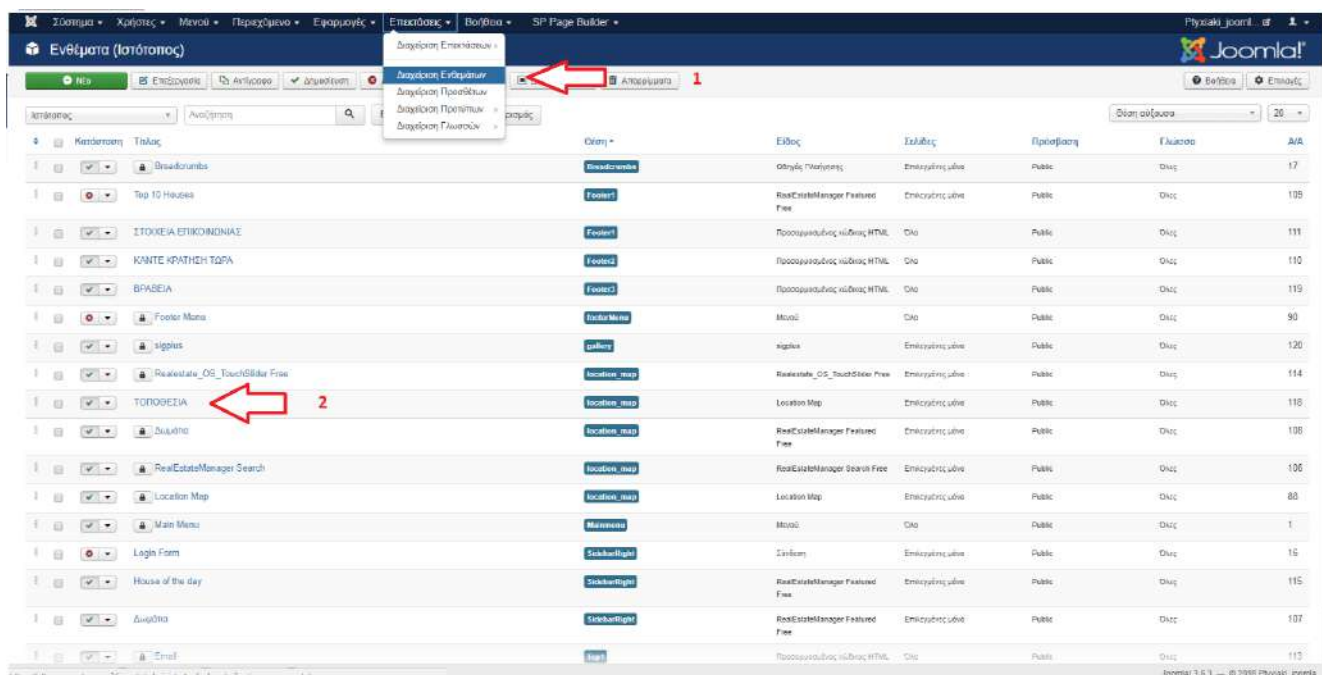 Σύστημα Χρήστες Μενού Περιεχόμενο Εφαρμογές Επεκτάσεις Βοήθεια SP Page Builder Ptyxiaki_jooml...
Ενθέματα (Ιστότοπος) Joomla!
Διαχείριση Επεκτάσεων
Νέο Επεξεργασία Αντίγραφο Δημοσίευση Διαχείριση Ενθεμάτων Απορρίμματα 1 Βοήθεια Επιλογές
Διαχείριση Προσθέτων
Ιστότοπος Αναζήτηση Διαχείριση Προτύπων Θέση αύξουσα 20
Διαχείριση Γλωσσών
Κατάσταση Τίτλος Θέση Είδος Σελίδες Πρόσβαση Γλώσσα Α/Α
Breadcrumbs Breadcrumbs Οδηγός Πλοήγησης Επιλεγμένες μόνο Public Όλες 17
Top 10 Houses Footer1 RealEstateManager Featured Free Επιλεγμένες μόνο Public Όλες 109
ΣΤΟΙΧΕΙΑ ΕΠΙΚΟΙΝΩΝΙΑΣ Footer1 Προσαρμοσμένος κώδικας HTML Όλα Public Όλες 111
ΚΑΝΤΕ ΚΡΑΤΗΣΗ ΤΩΡΑ Footer2 Προσαρμοσμένος κώδικας HTML Όλα Public Όλες 110
ΒΡΑΒΕΙΑ Footer3 Προσαρμοσμένος κώδικας HTML Όλα Public Όλες 119
Footer Menu footerMenu Μενού Όλα Public Όλες 90
sigplus gallery sigplus Επιλεγμένες μόνο Public Όλες 120
Realestate_OS_TouchSlider Free location_map Realestate_OS_TouchSlider Free Επιλεγμένες μόνο Public Όλες 114
ΤΟΠΟΘΕΣΙΑ 2 location_map Location Map Επιλεγμένες μόνο Public Όλες 118
Δωμάτια location_map RealEstateManager Featured Free Επιλεγμένες μόνο Public Όλες 108
RealEstateManager Search location_map RealEstateManager Search Free Επιλεγμένες μόνο Public Όλες 106
Location Map location_map Location Map Επιλεγμένες μόνο Public Όλες 88
Main Menu Mainmenu Μενού Όλα Public Όλες 1
Login Form SidebarRight Σύνδεση Επιλεγμένες μόνο Public Όλες 16
House of the day SidebarRight RealEstateManager Featured Free Επιλεγμένες μόνο Public Όλες 115
Δωμάτια SidebarRight RealEstateManager Featured Free Επιλεγμένες μόνο Public Όλες 107
Email top1 Προσαρμοσμένος κώδικας HTML Όλα Public Όλες 113
Joomla! 3.6.3 — © 2016 Ptyxiaki_joomla